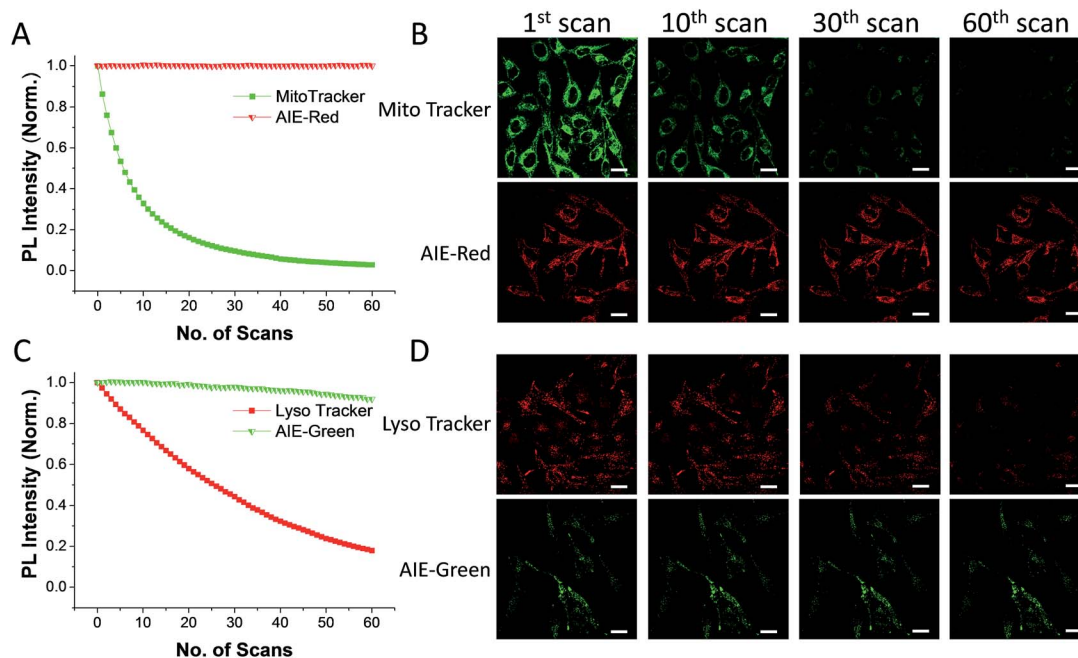 A
PL Intensity (Norm.)
1.0
0.8
0.6
0.4
0.2
0.0
MitoTracker
AIE-Red
0 10 20 30 40 50 60
No. of Scans
B
1st scan 10th scan 30th scan 60th scan
Mito Tracker
AIE-Red
C
PL Intensity (Norm.)
1.0
0.8
0.6
0.4
0.2
0.0
Lyso Tracker
AIE-Green
0 10 20 30 40 50 60
No. of Scans
D
Lyso Tracker
AIE-Green